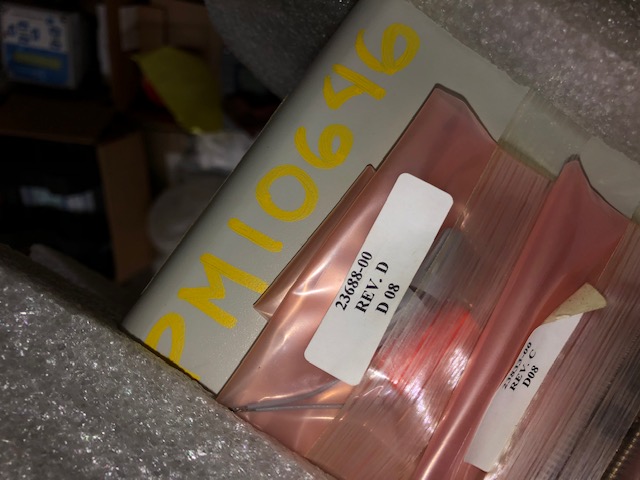 PM10646
23688-00
REV. D
D 08
REV. C
D08